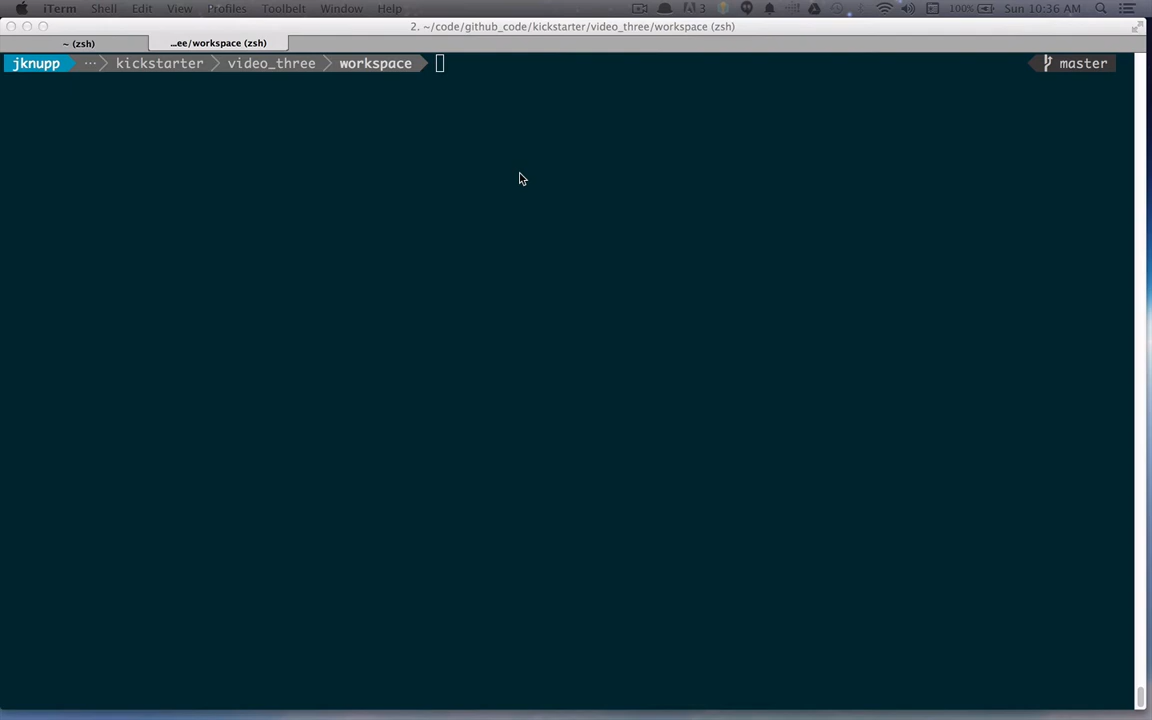 iTerm Shell Edit View Profiles Toolbelt Window Help 3 100% Sun 10:36 AM
2. ~/code/github_code/kickstarter/video_three/workspace (zsh)
~ (zsh) ...ee/workspace (zsh)
jknupp ··· kickstarter video_three workspace master